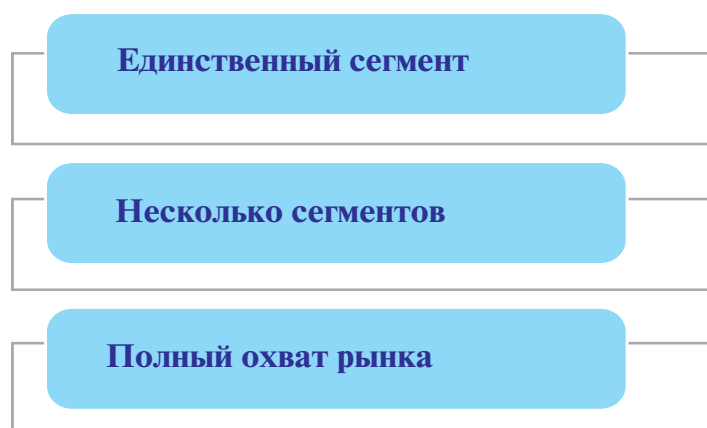 Единственный сегмент
Несколько сегментов
Полный охват рынка